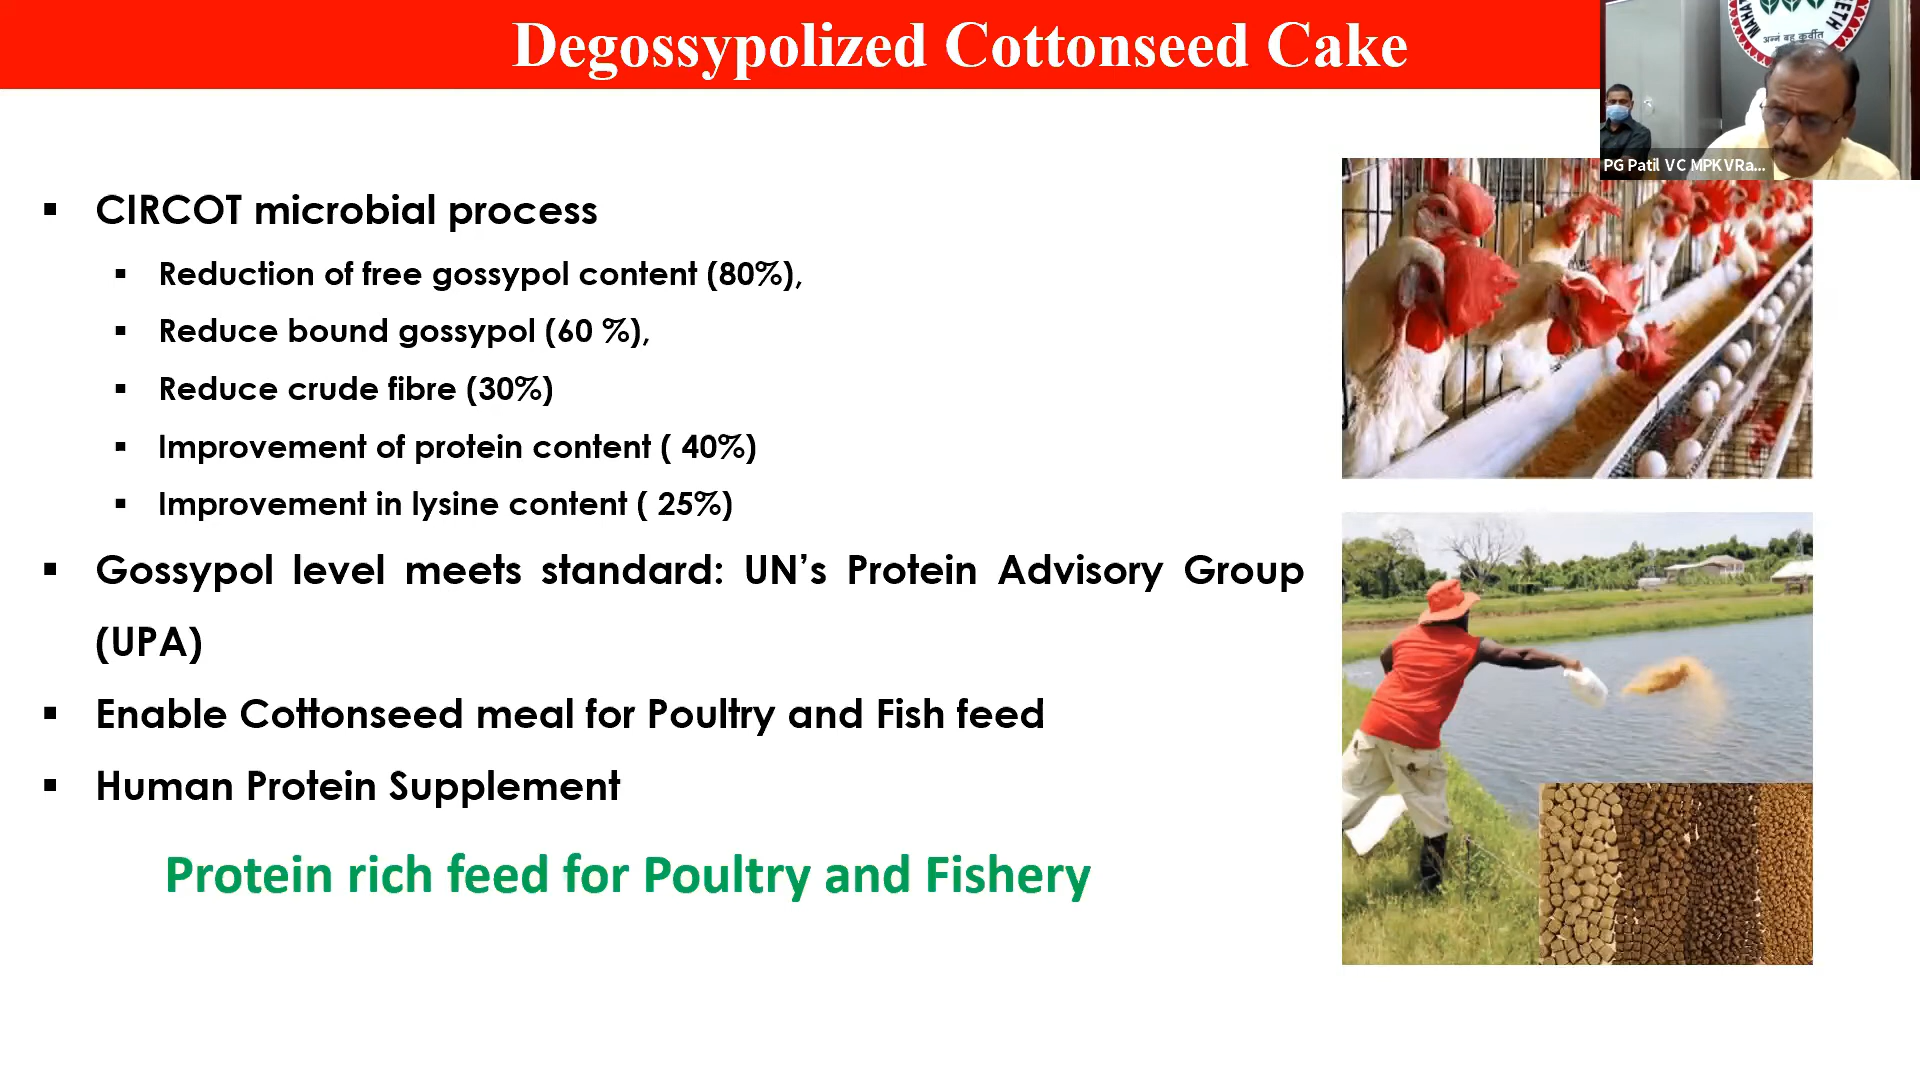 Degossypolized Cottonseed Cake
अन्नं बहु कुर्वीत
PG Patil VC MPKVRa...
▪ CIRCOT microbial process
▪ Reduction of free gossypol content (80%),
▪ Reduce bound gossypol (60 %),
▪ Reduce crude fibre (30%)
▪ Improvement of protein content ( 40%)
▪ Improvement in lysine content ( 25%)
▪ Gossypol level meets standard: UN’s Protein Advisory Group
(UPA)
▪ Enable Cottonseed meal for Poultry and Fish feed
▪ Human Protein Supplement
Protein rich feed for Poultry and Fishery